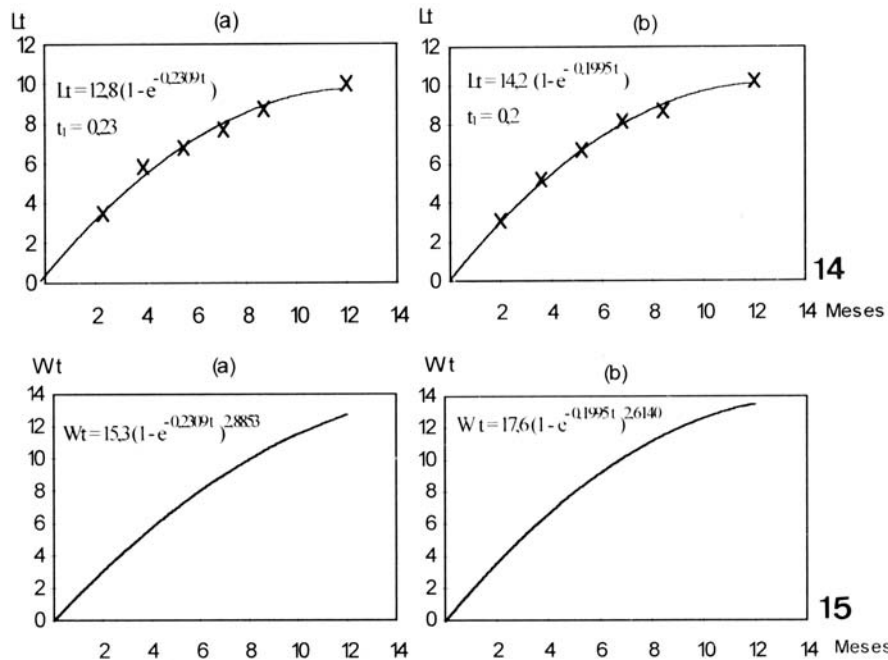 Lt (a)
12
10
8
6
4
2
0
Lt = 12,8 (1 - e^-0,2309t)
t₁ = 0,23
2 4 6 8 10 12 14
Lt (b)
12
10
8
6
4
2
0
Lt = 14,2 (1 - e^-0,1995t)
t₁ = 0,2
2 4 6 8 10 12 14 Meses
14
Wt (a)
14
12
10
8
6
4
2
0
Wt = 15,3 (1 - e^-0,2309t)^2,8853
2 4 6 8 10 12 14
(b)
14
12
10
8
6
4
2
0
Wt = 17,6 (1 - e^-0,1995t)^2,6140
2 4 6 8 10 12 14 Meses
15